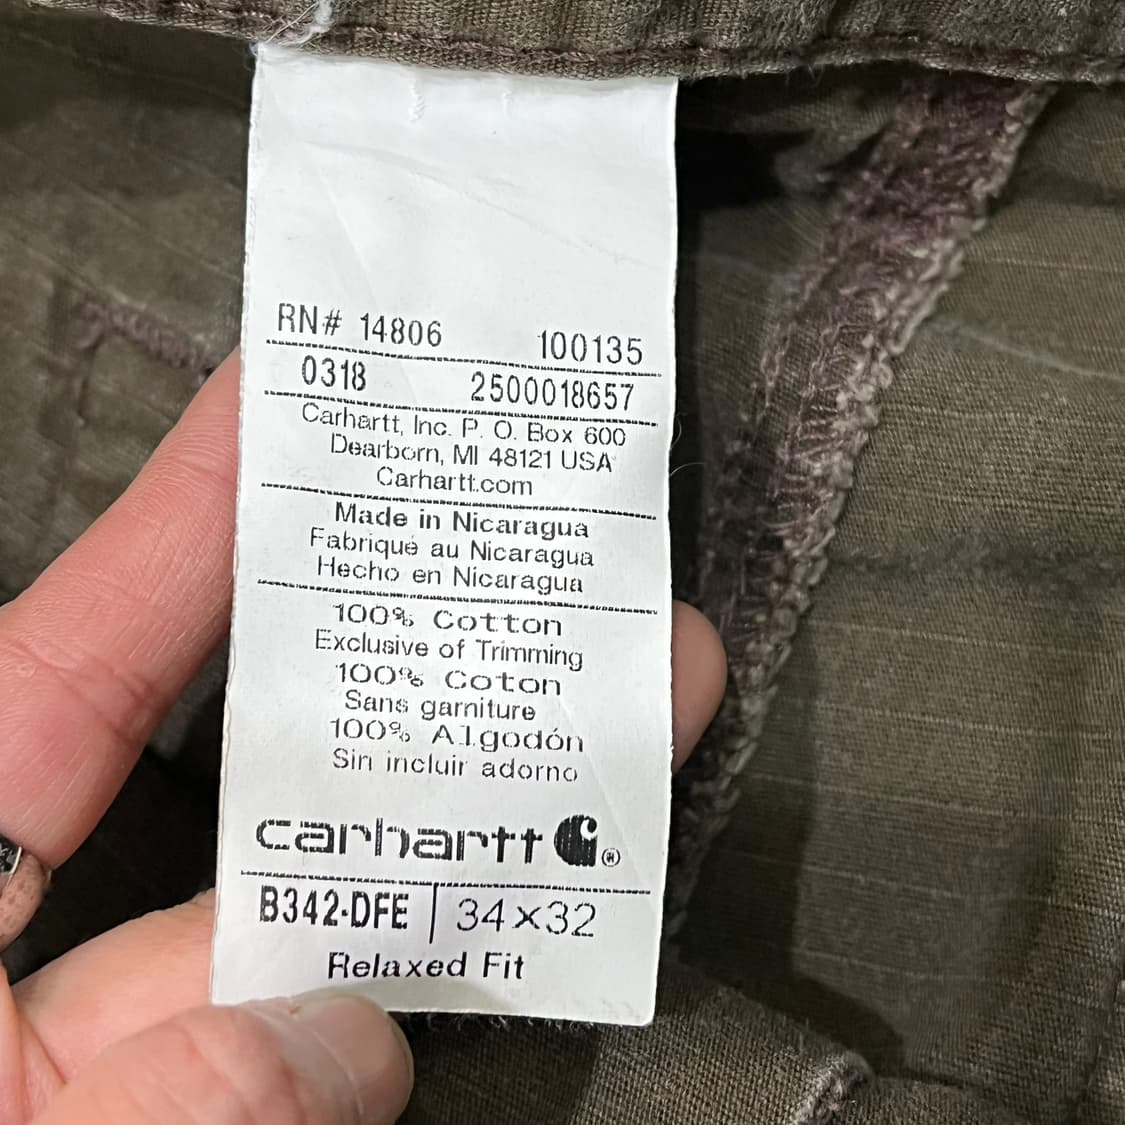 RN# 14806 100135
0318 2500018657
Carhartt, Inc. P. O. Box 600
Dearborn, MI 48121 USA
Carhartt.com
Made in Nicaragua
Fabriqué au Nicaragua
Hecho en Nicaragua
100% Cotton
Exclusive of Trimming
100% Coton
Sans garniture
100% Algodón
Sin incluir adorno
carhartt ®
B342-DFE | 34x32
Relaxed Fit